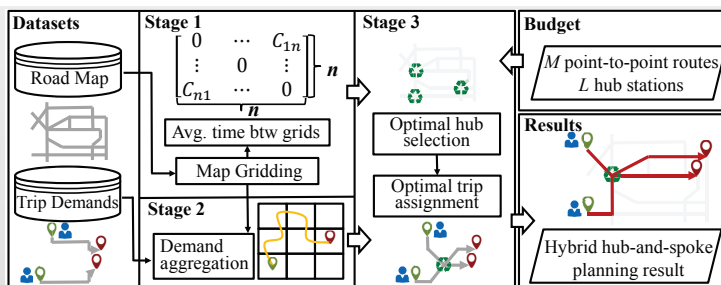 Datasets
Road Map
Trip Demands
Stage 1
0 ⋯ C1n
⋮ 0 ⋮
Cn1 ⋯ 0
n
n
Avg. time btw grids
Map Gridding
Stage 2
Demand
aggregation
Stage 3
Optimal hub
selection
Optimal trip
assignment
Budget
M point-to-point routes
L hub stations
Results
Hybrid hub-and-spoke
planning result